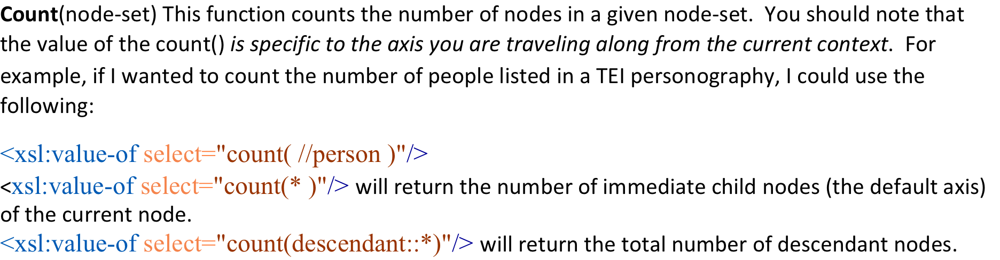 Count(node-set) This function counts the number of nodes in a given node-set.  You should note that
the value of the count() is specific to the axis you are traveling along from the current context.  For
example, if I wanted to count the number of people listed in a TEI personography, I could use the
following:
<xsl:value-of select="count( //person )"/>
<xsl:value-of select="count(* )"/> will return the number of immediate child nodes (the default axis)
of the current node.
<xsl:value-of select="count(descendant::*)"/> will return the total number of descendant nodes.